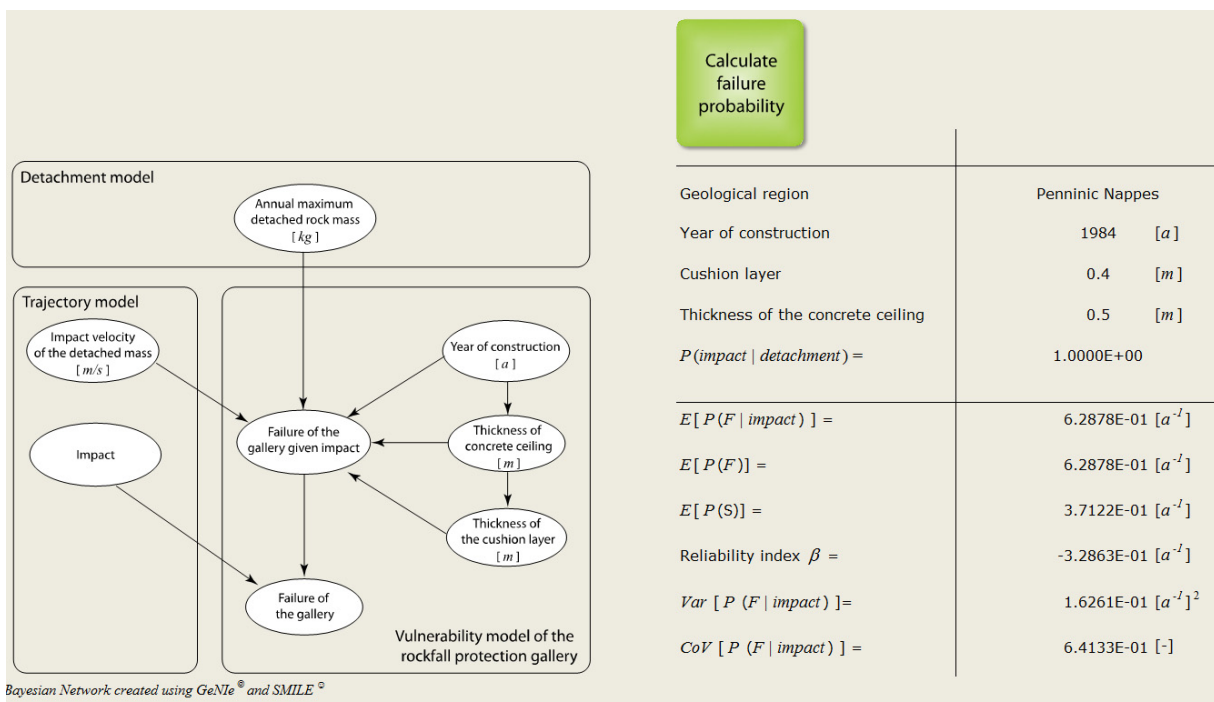 Calculate
failure
probability
Detachment model
Annual maximum
detached rock mass
[kg]
Trajectory model
Impact velocity
of the detached mass
[m/s]
Impact
Year of construction
[a]
Failure of the
gallery given impact
Thickness of
concrete ceiling
[m]
Thickness of
the cushion layer
[m]
Failure of
the gallery
Vulnerability model of the
rockfall protection gallery
Bayesian Network created using GeNIe © and SMILE ©
Geological region Penninic Nappes
Year of construction 1984 [a]
Cushion layer 0.4 [m]
Thickness of the concrete ceiling 0.5 [m]
P(impact | detachment) = 1.0000E+00
E[P(F | impact)] = 6.2878E-01 [a⁻¹]
E[P(F)] = 6.2878E-01 [a⁻¹]
E[P(S)] = 3.7122E-01 [a⁻¹]
Reliability index β = -3.2863E-01 [a⁻¹]
Var [P (F | impact)]= 1.6261E-01 [a⁻¹]²
CoV [P (F | impact)] = 6.4133E-01 [-]